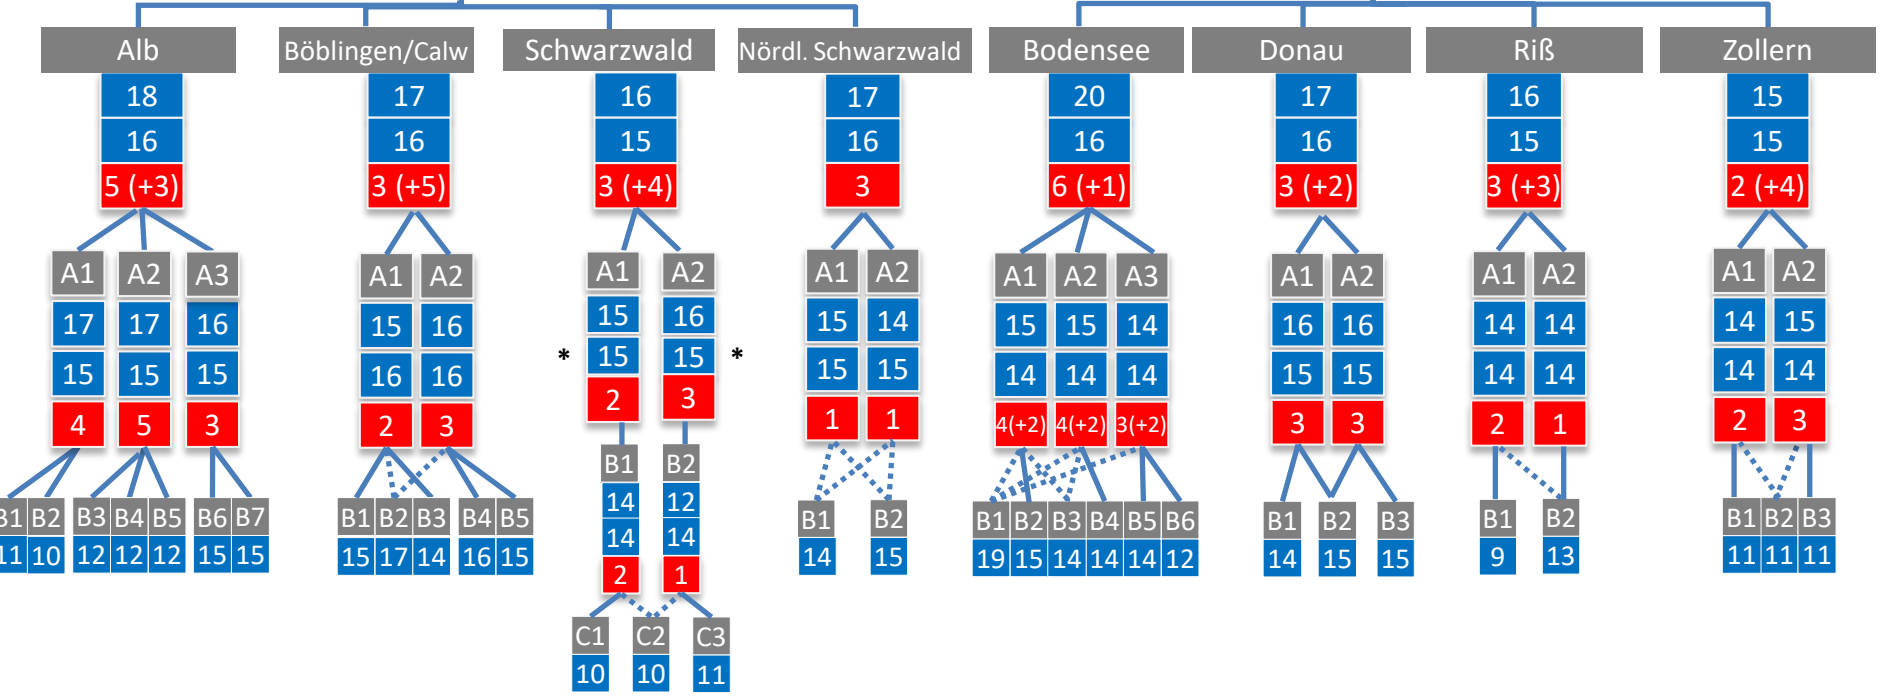 Alb Böblingen/Calw Schwarzwald Nördl. Schwarzwald Bodensee Donau Riß Zollern
18 17 16 17 20 17 16 15
16 16 15 16 16 16 15 15
5 (+3) 3 (+5) 3 (+4) 3 6 (+1) 3 (+2) 3 (+3) 2 (+4)
A1 A2 A3 A1 A2 A1 A2 A1 A2 A1 A2 A3 A1 A2 A1 A2 A1 A2
17 17 16 15 16 15 16 15 14 15 15 14 16 16 14 14 14 15
15 15 15 16 16 * 15 15 * 15 15 14 14 14 15 15 14 14 14 14
4 5 3 2 3 2 3 1 1 4(+2) 4(+2) 3(+2) 3 3 2 1 2 3
B1 B2 B3 B4 B5 B6 B7 B1 B2 B3 B4 B5 B1 B2 B1 B2 B1 B2 B3 B4 B5 B6 B1 B2 B3 B1 B2 B1 B2 B3
11 10 12 12 12 15 15 15 17 14 16 15 14 12 14 15 19 15 14 14 14 12 14 15 15 9 13 11 11 11
14 14
2 1
C1 C2 C3
10 10 11